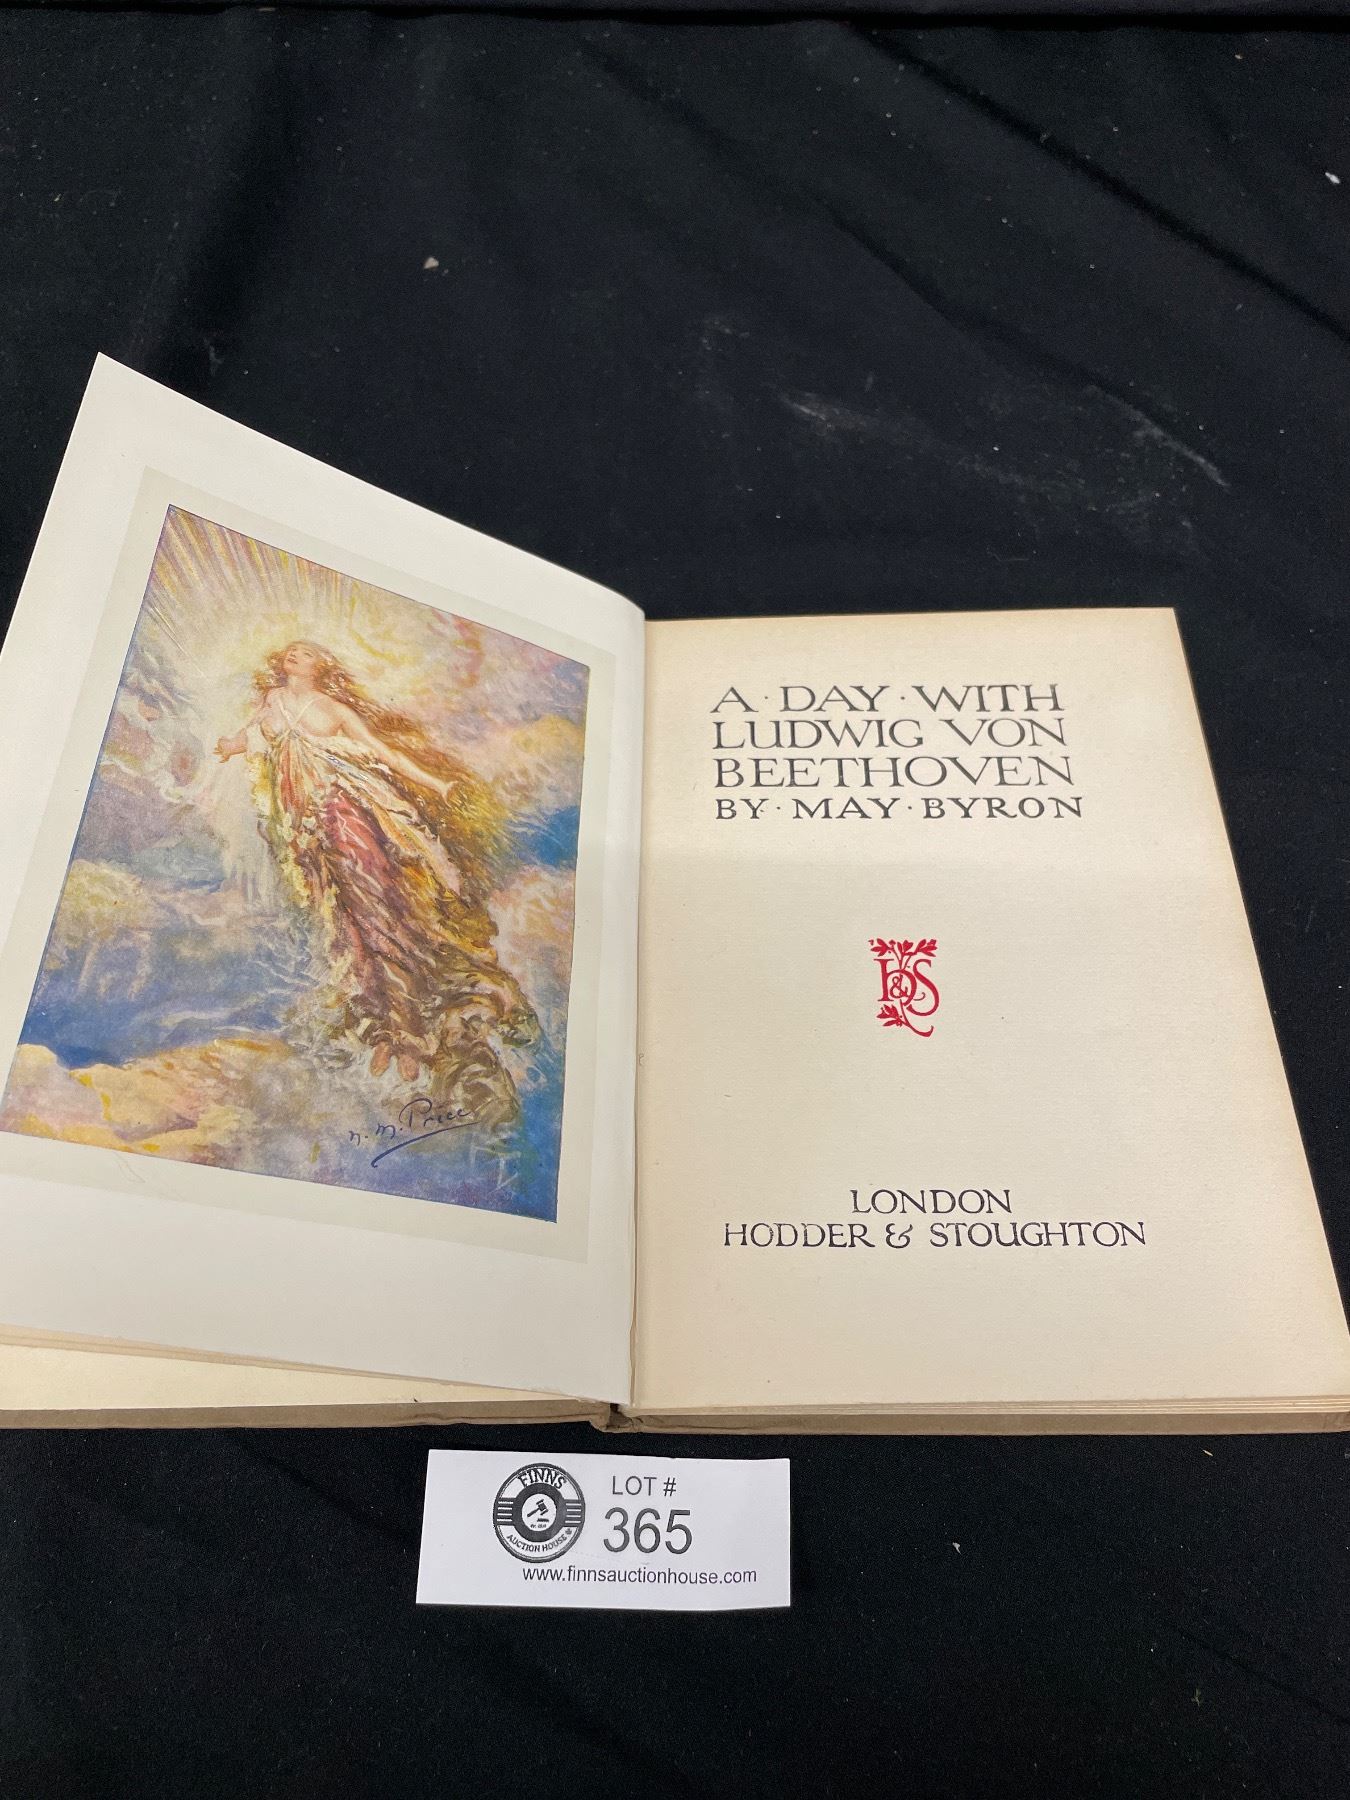 n. m. Price
A · DAY · WITH
LUDWIG VON
BEETHOVEN
BY · MAY · BYRON
H&S
LONDON
HODDER & STOUGHTON
FINNS
AUCTION HOUSE
LOT #
365
www.finnsauctionhouse.com